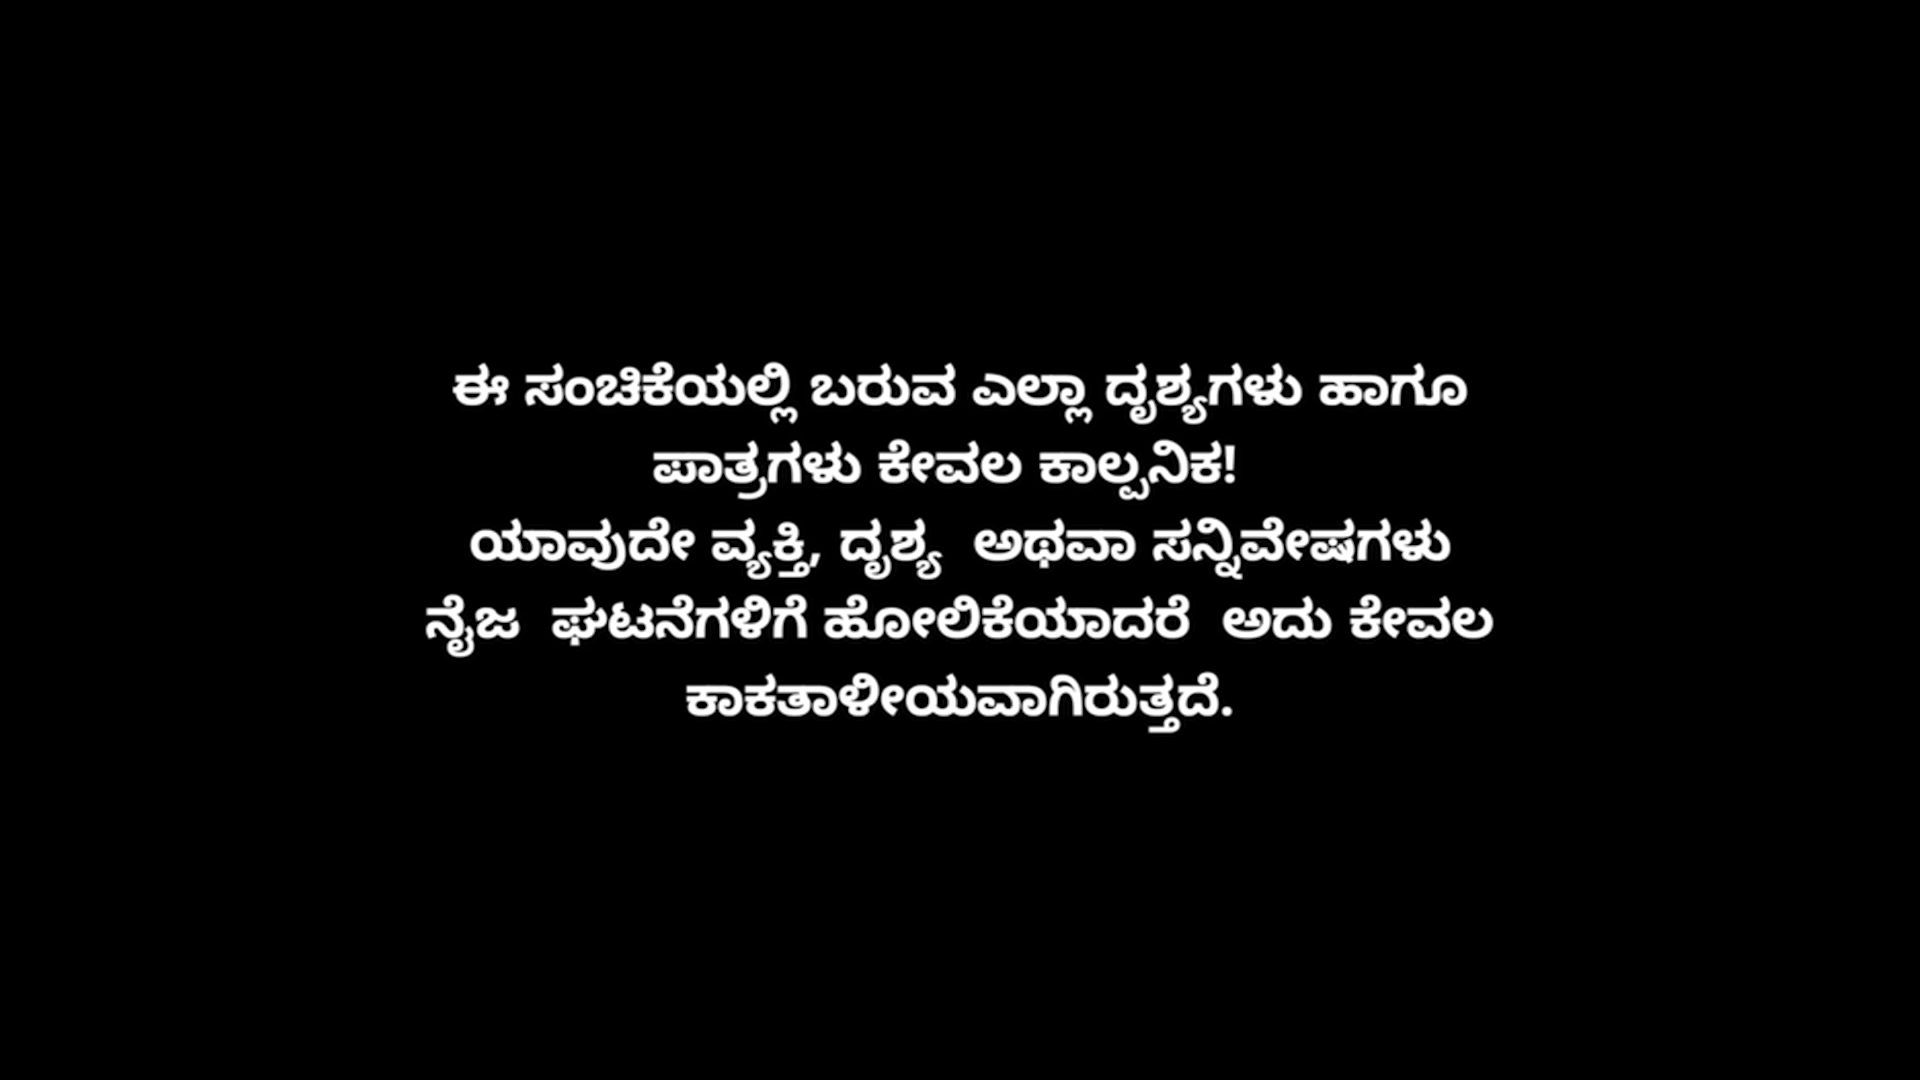 ಈ ಸಂಚಿಕೆಯಲ್ಲಿ ಬರುವ ಎಲ್ಲಾ ದೃಶ್ಯಗಳು ಹಾಗೂ
ಪಾತ್ರಗಳು ಕೇವಲ ಕಾಲ್ಪನಿಕ!
ಯಾವುದೇ ವ್ಯಕ್ತಿ, ದೃಶ್ಯ ಅಥವಾ ಸನ್ನಿವೇಷಗಳು
ನೈಜ ಘಟನೆಗಳಿಗೆ ಹೋಲಿಕೆಯಾದರೆ ಅದು ಕೇವಲ
ಕಾಕತಾಳೀಯವಾಗಿರುತ್ತದೆ.